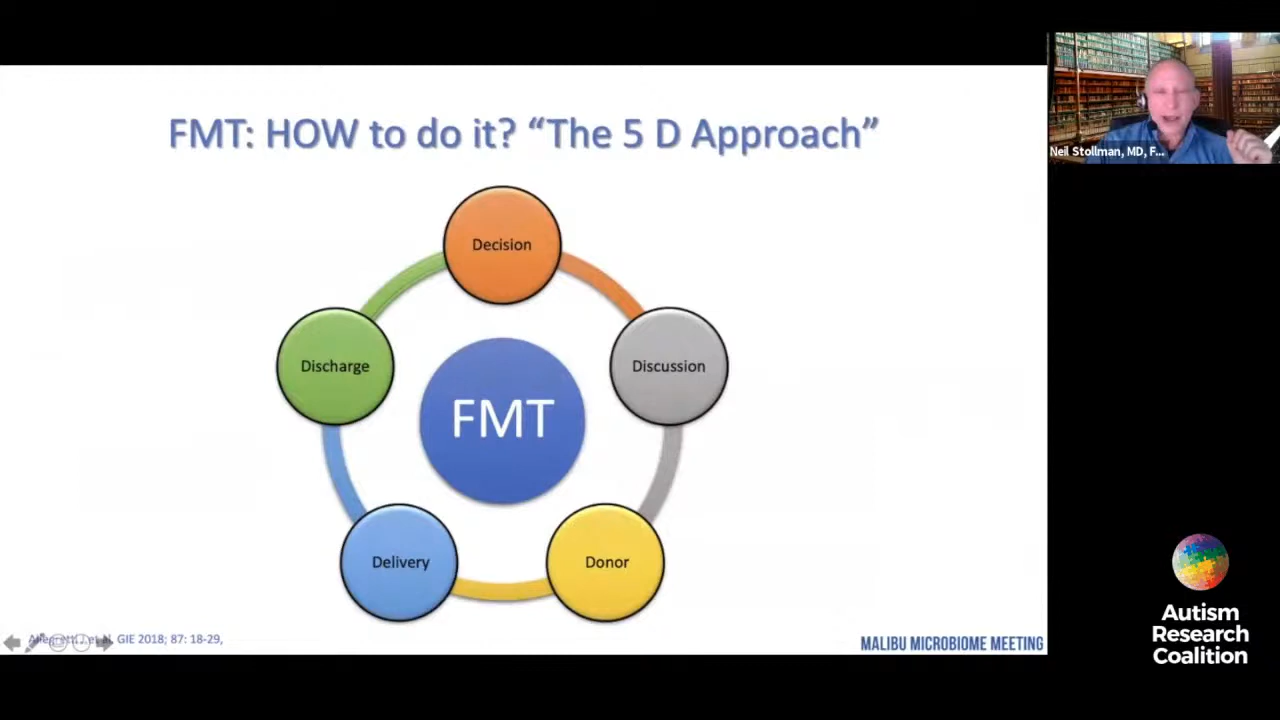 FMT: HOW to do it? “The 5 D Approach”
Decision
Discharge
Discussion
FMT
Delivery
Donor
GIE 2018; 87: 18-29,
MALIBU MICROBIOME MEETING
Neil Stollman, MD, F...
Autism
Research
Coalition